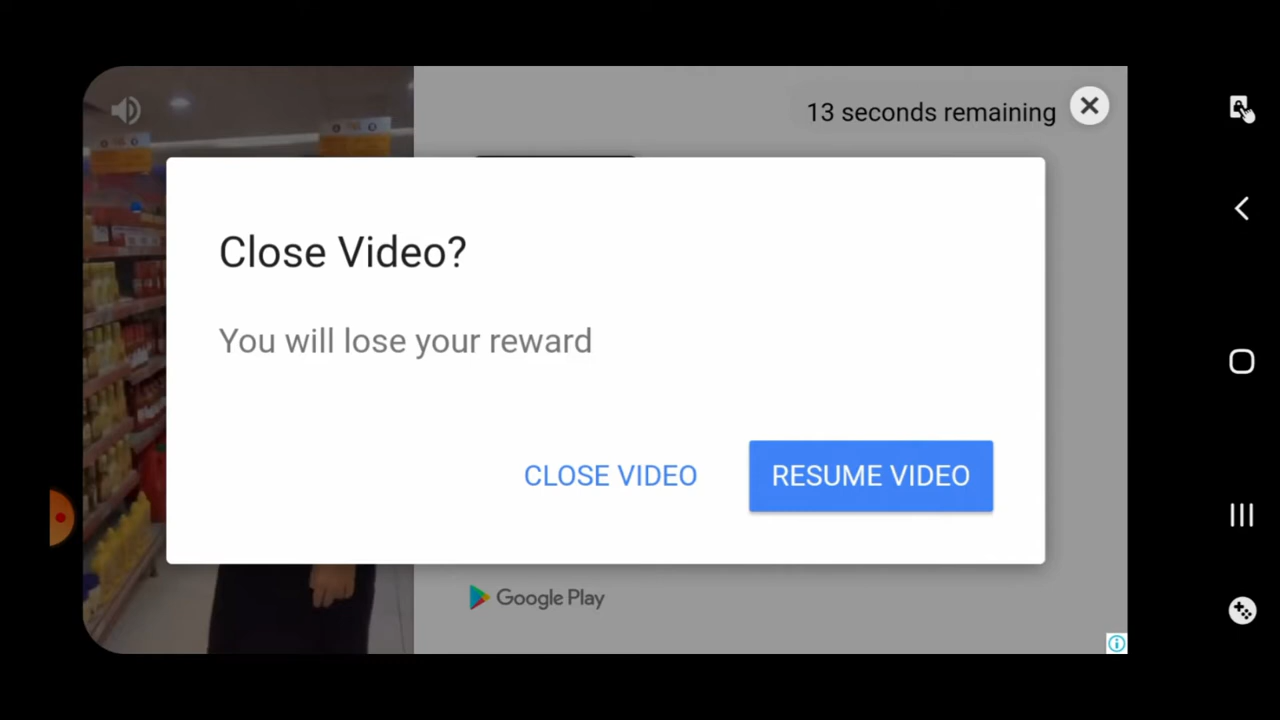 13 seconds remaining
Close Video?
You will lose your reward
CLOSE VIDEO
RESUME VIDEO
Google Play